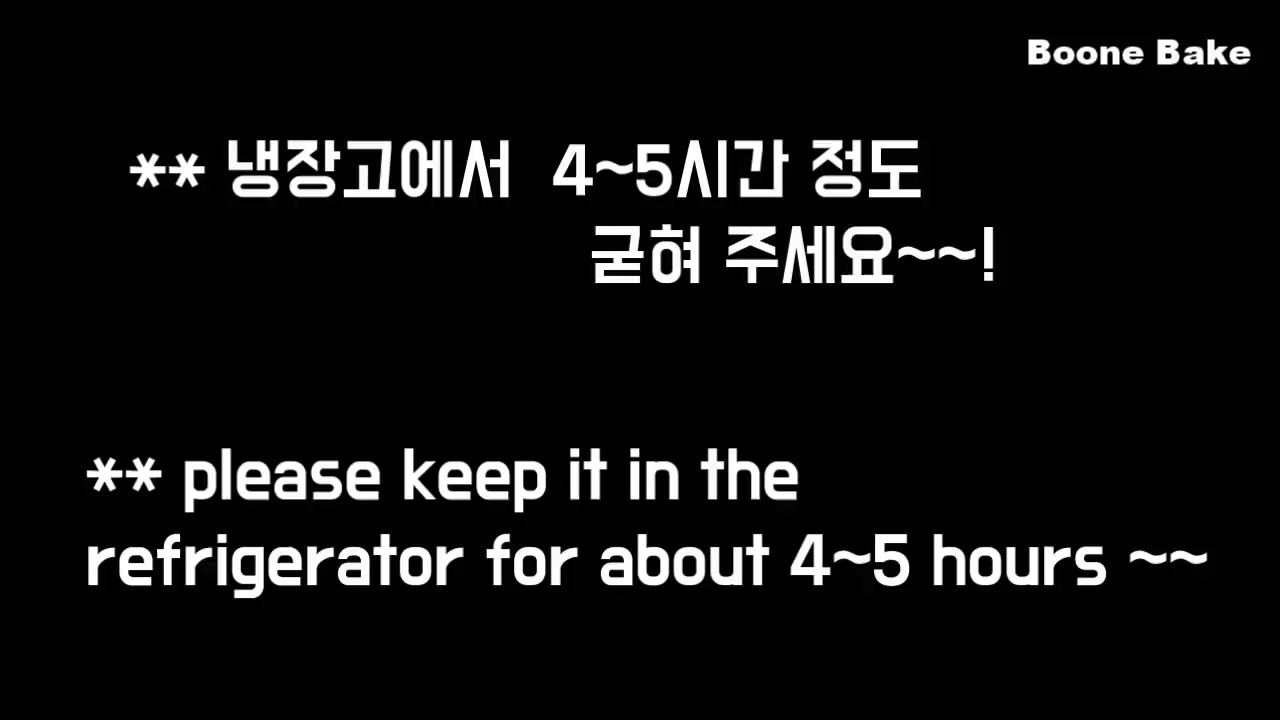 Boone Bake
** 냉장고에서 4~5시간 정도
굳혀 주세요~~!
** please keep it in the
refrigerator for about 4~5 hours ~~